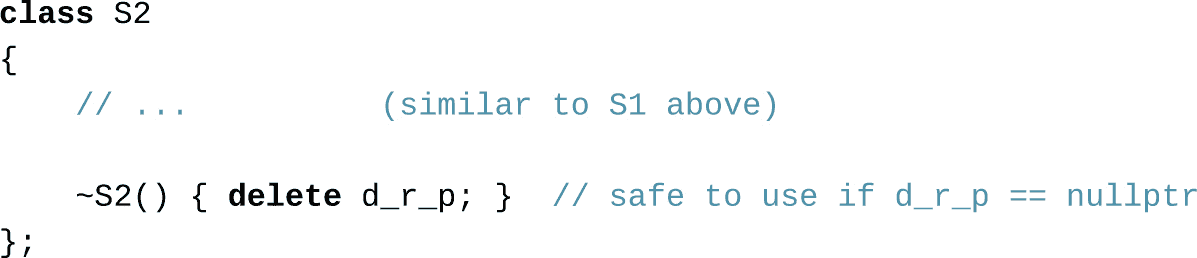 class S2
{
    // ...          (similar to S1 above)

    ~S2() { delete d_r_p; }  // safe to use if d_r_p == nullptr
};